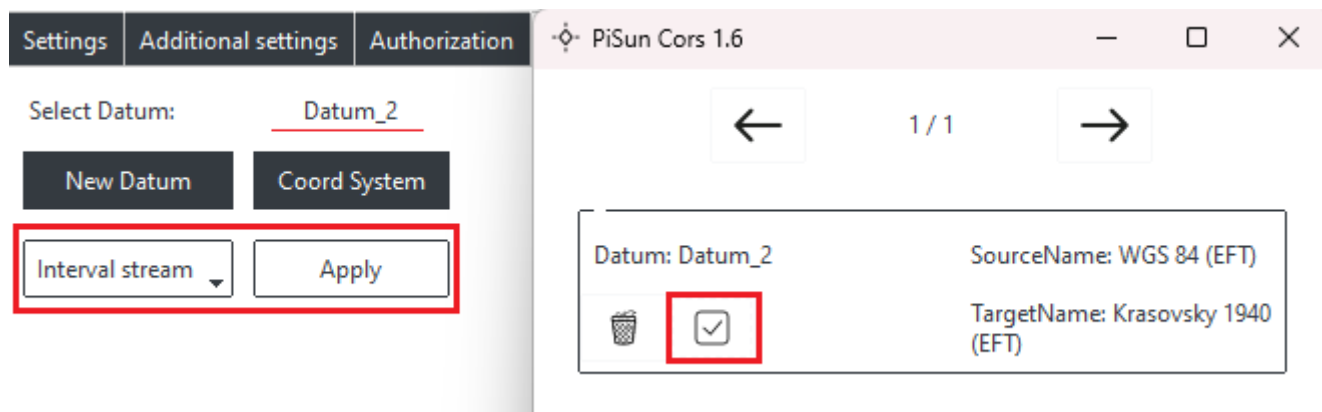 Settings Additional settings Authorization
Select Datum: Datum_2
New Datum Coord System
Interval stream Apply
PiSun Cors 1.6
1 / 1
Datum: Datum_2 SourceName: WGS 84 (EFT)
TargetName: Krasovsky 1940
(EFT)